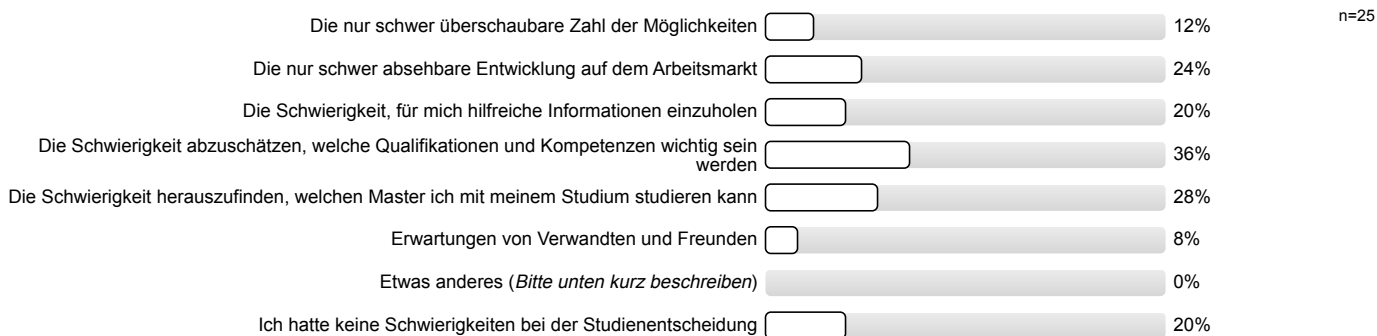 n=25
Die nur schwer überschaubare Zahl der Möglichkeiten 12%
Die nur schwer absehbare Entwicklung auf dem Arbeitsmarkt 24%
Die Schwierigkeit, für mich hilfreiche Informationen einzuholen 20%
Die Schwierigkeit abzuschätzen, welche Qualifikationen und Kompetenzen wichtig sein
werden 36%
Die Schwierigkeit herauszufinden, welchen Master ich mit meinem Studium studieren kann 28%
Erwartungen von Verwandten und Freunden 8%
Etwas anderes (Bitte unten kurz beschreiben) 0%
Ich hatte keine Schwierigkeiten bei der Studienentscheidung 20%